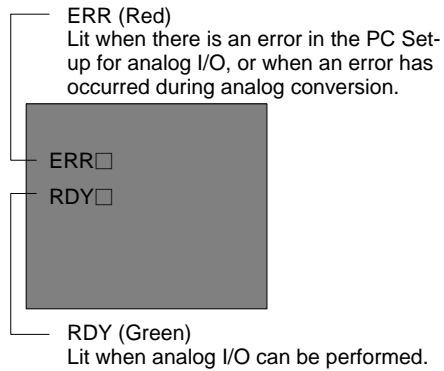 ERR (Red)
Lit when there is an error in the PC Set-
up for analog I/O, or when an error has
occurred during analog conversion.
ERR
RDY
RDY (Green)
Lit when analog I/O can be performed.